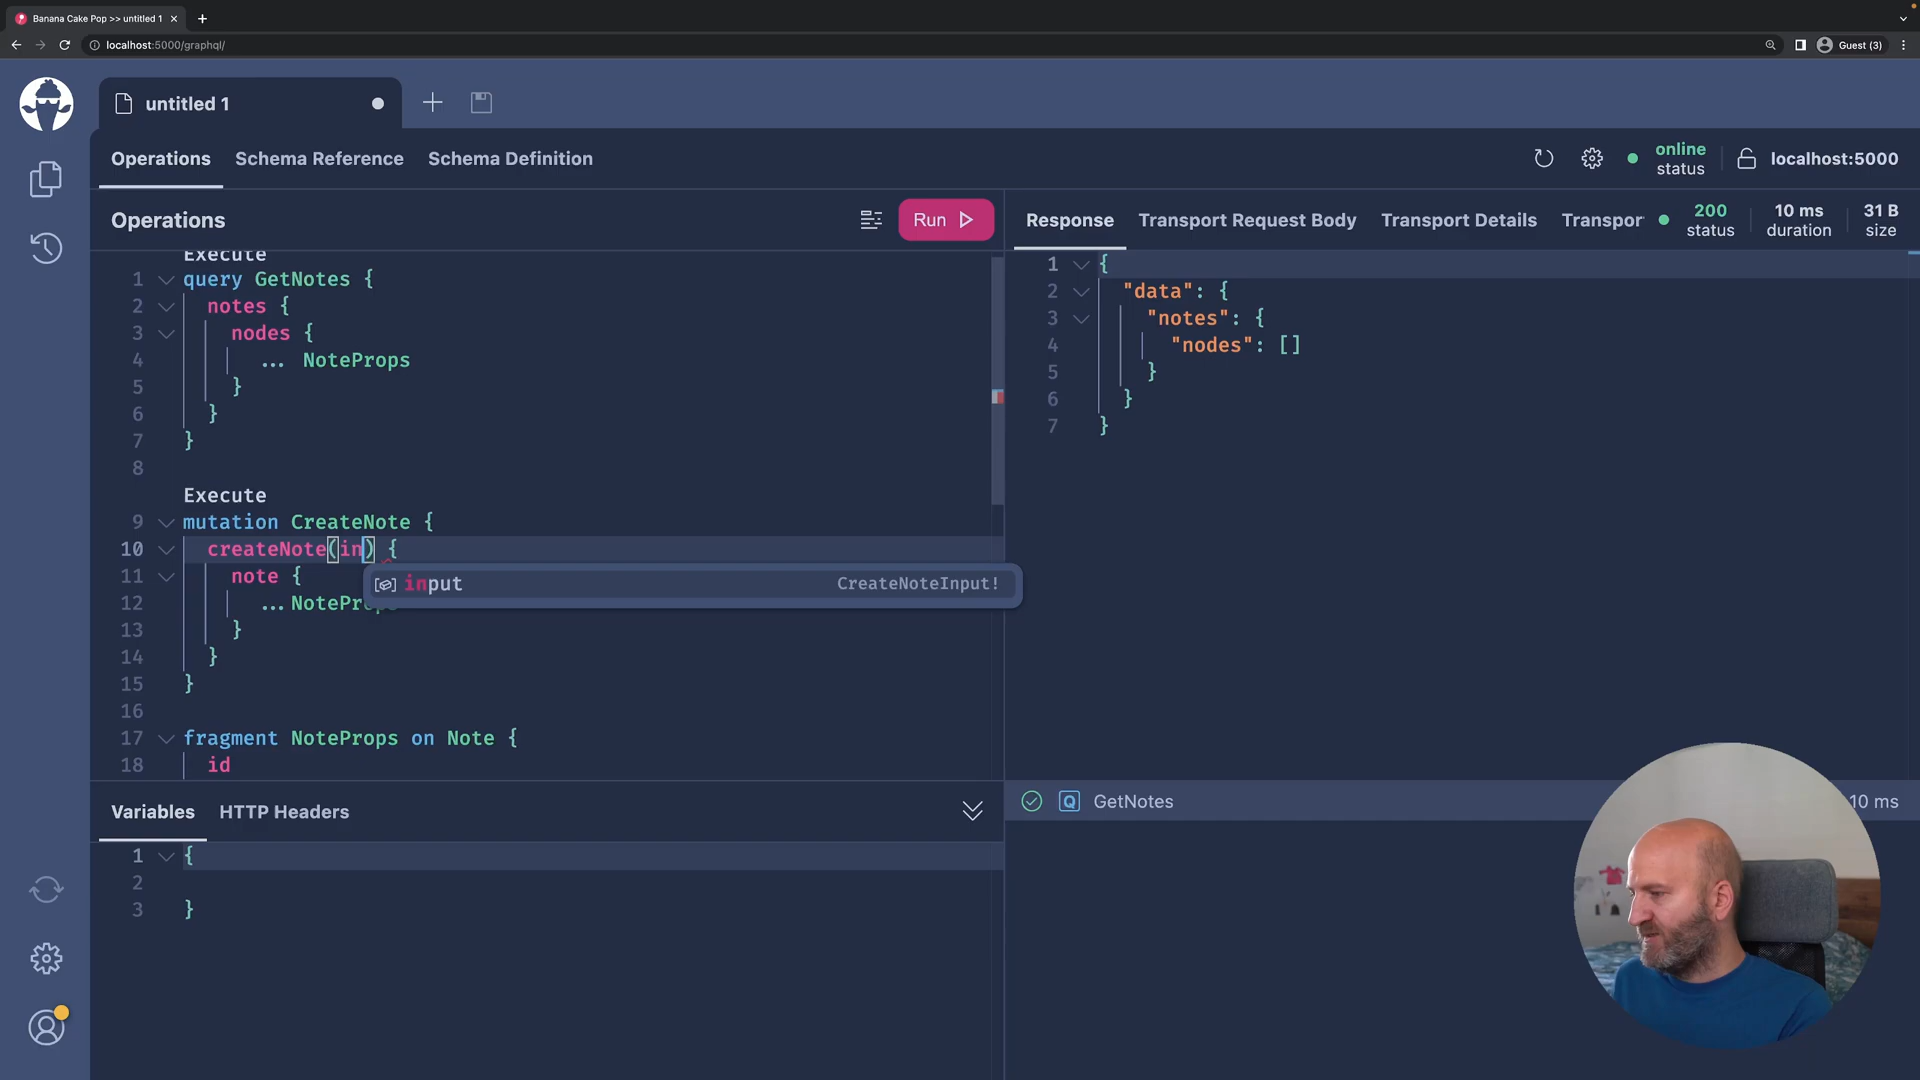 Banana Cake Pop >> untitled 1
localhost:5000/graphql/
Guest (3)
untitled 1
Operations Schema Reference Schema Definition
online
status
localhost:5000
Operations
Run
Response Transport Request Body Transport Details Transpor
200
status
10 ms
duration
31 B
size
Execute
1 query GetNotes {
2 notes {
3 nodes {
4 ... NoteProps
5 }
6 }
7 }
8
Execute
9 mutation CreateNote {
10 createNote(in) {
11 note {
input CreateNoteInput!
12 ...NoteProps
13 }
14 }
15 }
16
17 fragment NoteProps on Note {
18 id
1 {
2 "data": {
3 "notes": {
4 "nodes": []
5 }
6 }
7 }
Variables HTTP Headers
1 {
2
3 }
Q GetNotes
10 ms